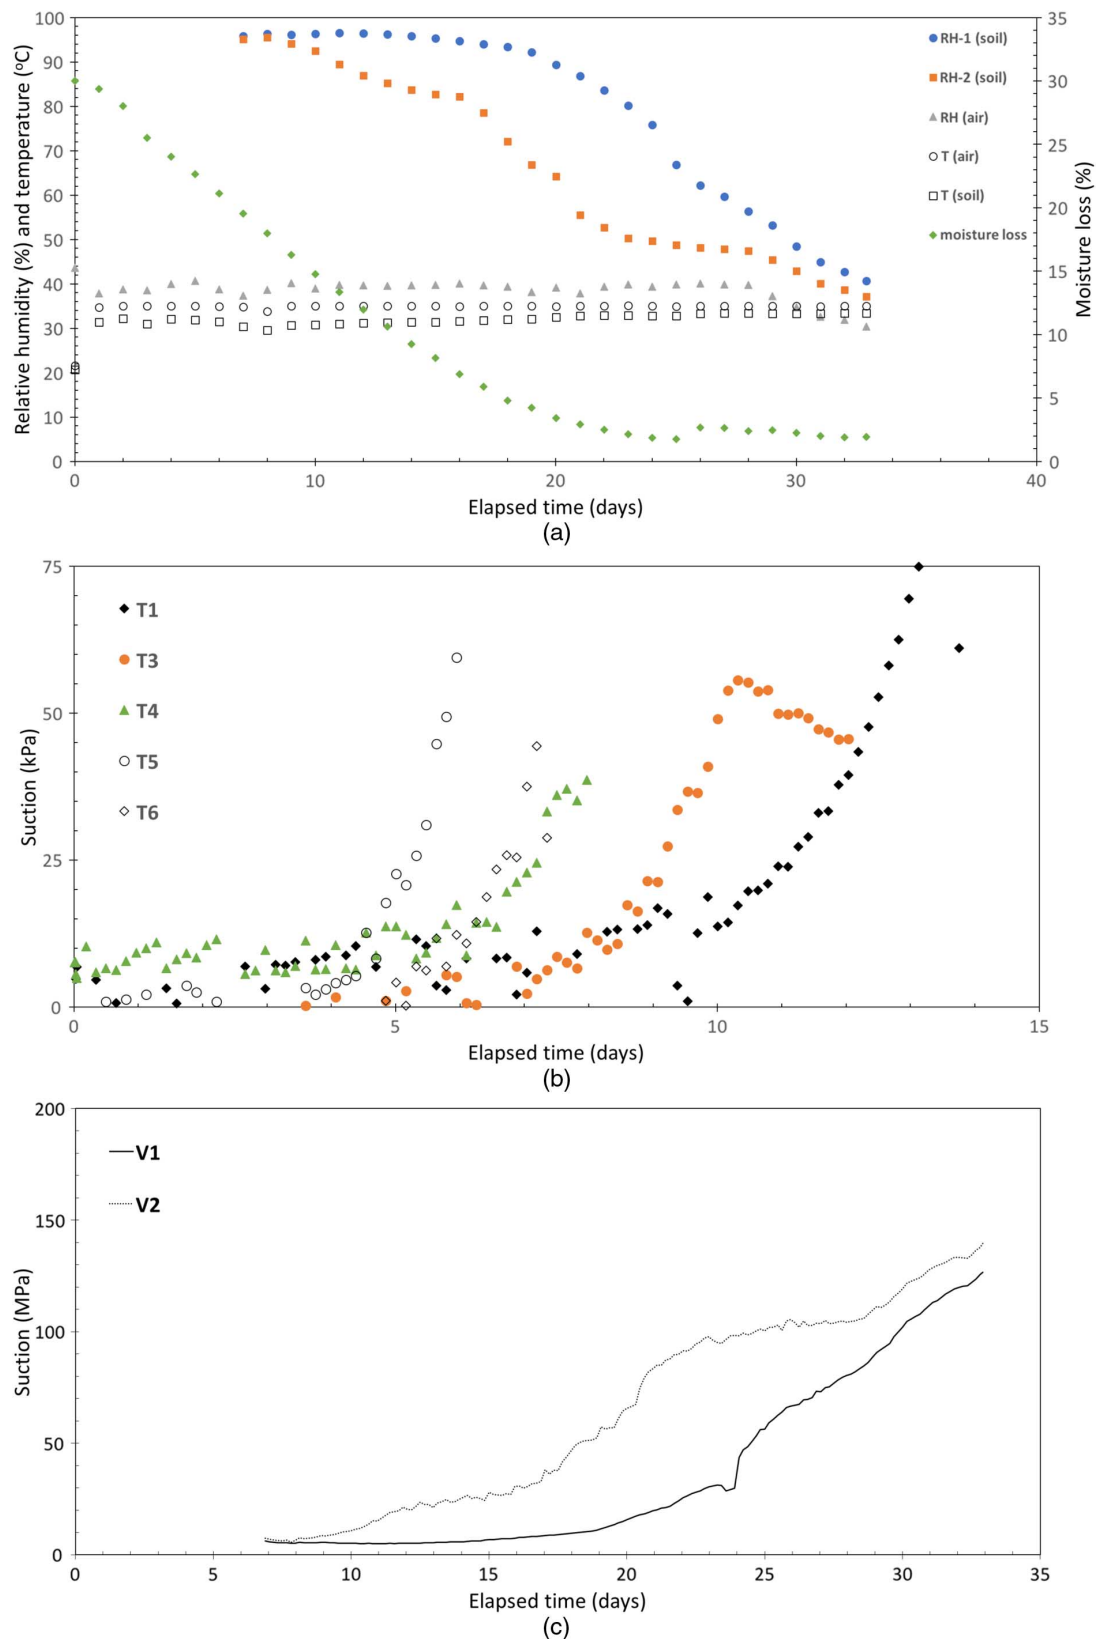 Relative humidity (%) and temperature (ºC)
100
90
80
70
60
50
40
30
20
10
0
35
30
25
20
15
10
5
0
Moisture loss (%)
RH-1 (soil)
RH-2 (soil)
RH (air)
T (air)
T (soil)
moisture loss
0 10 20 30 40
Elapsed time (days)
(a)
Suction (kPa)
75
50
25
0
T1
T3
T4
T5
T6
0 5 10 15
Elapsed time (days)
(b)
Suction (MPa)
200
150
100
50
0
V1
V2
0 5 10 15 20 25 30 35
Elapsed time (days)
(c)